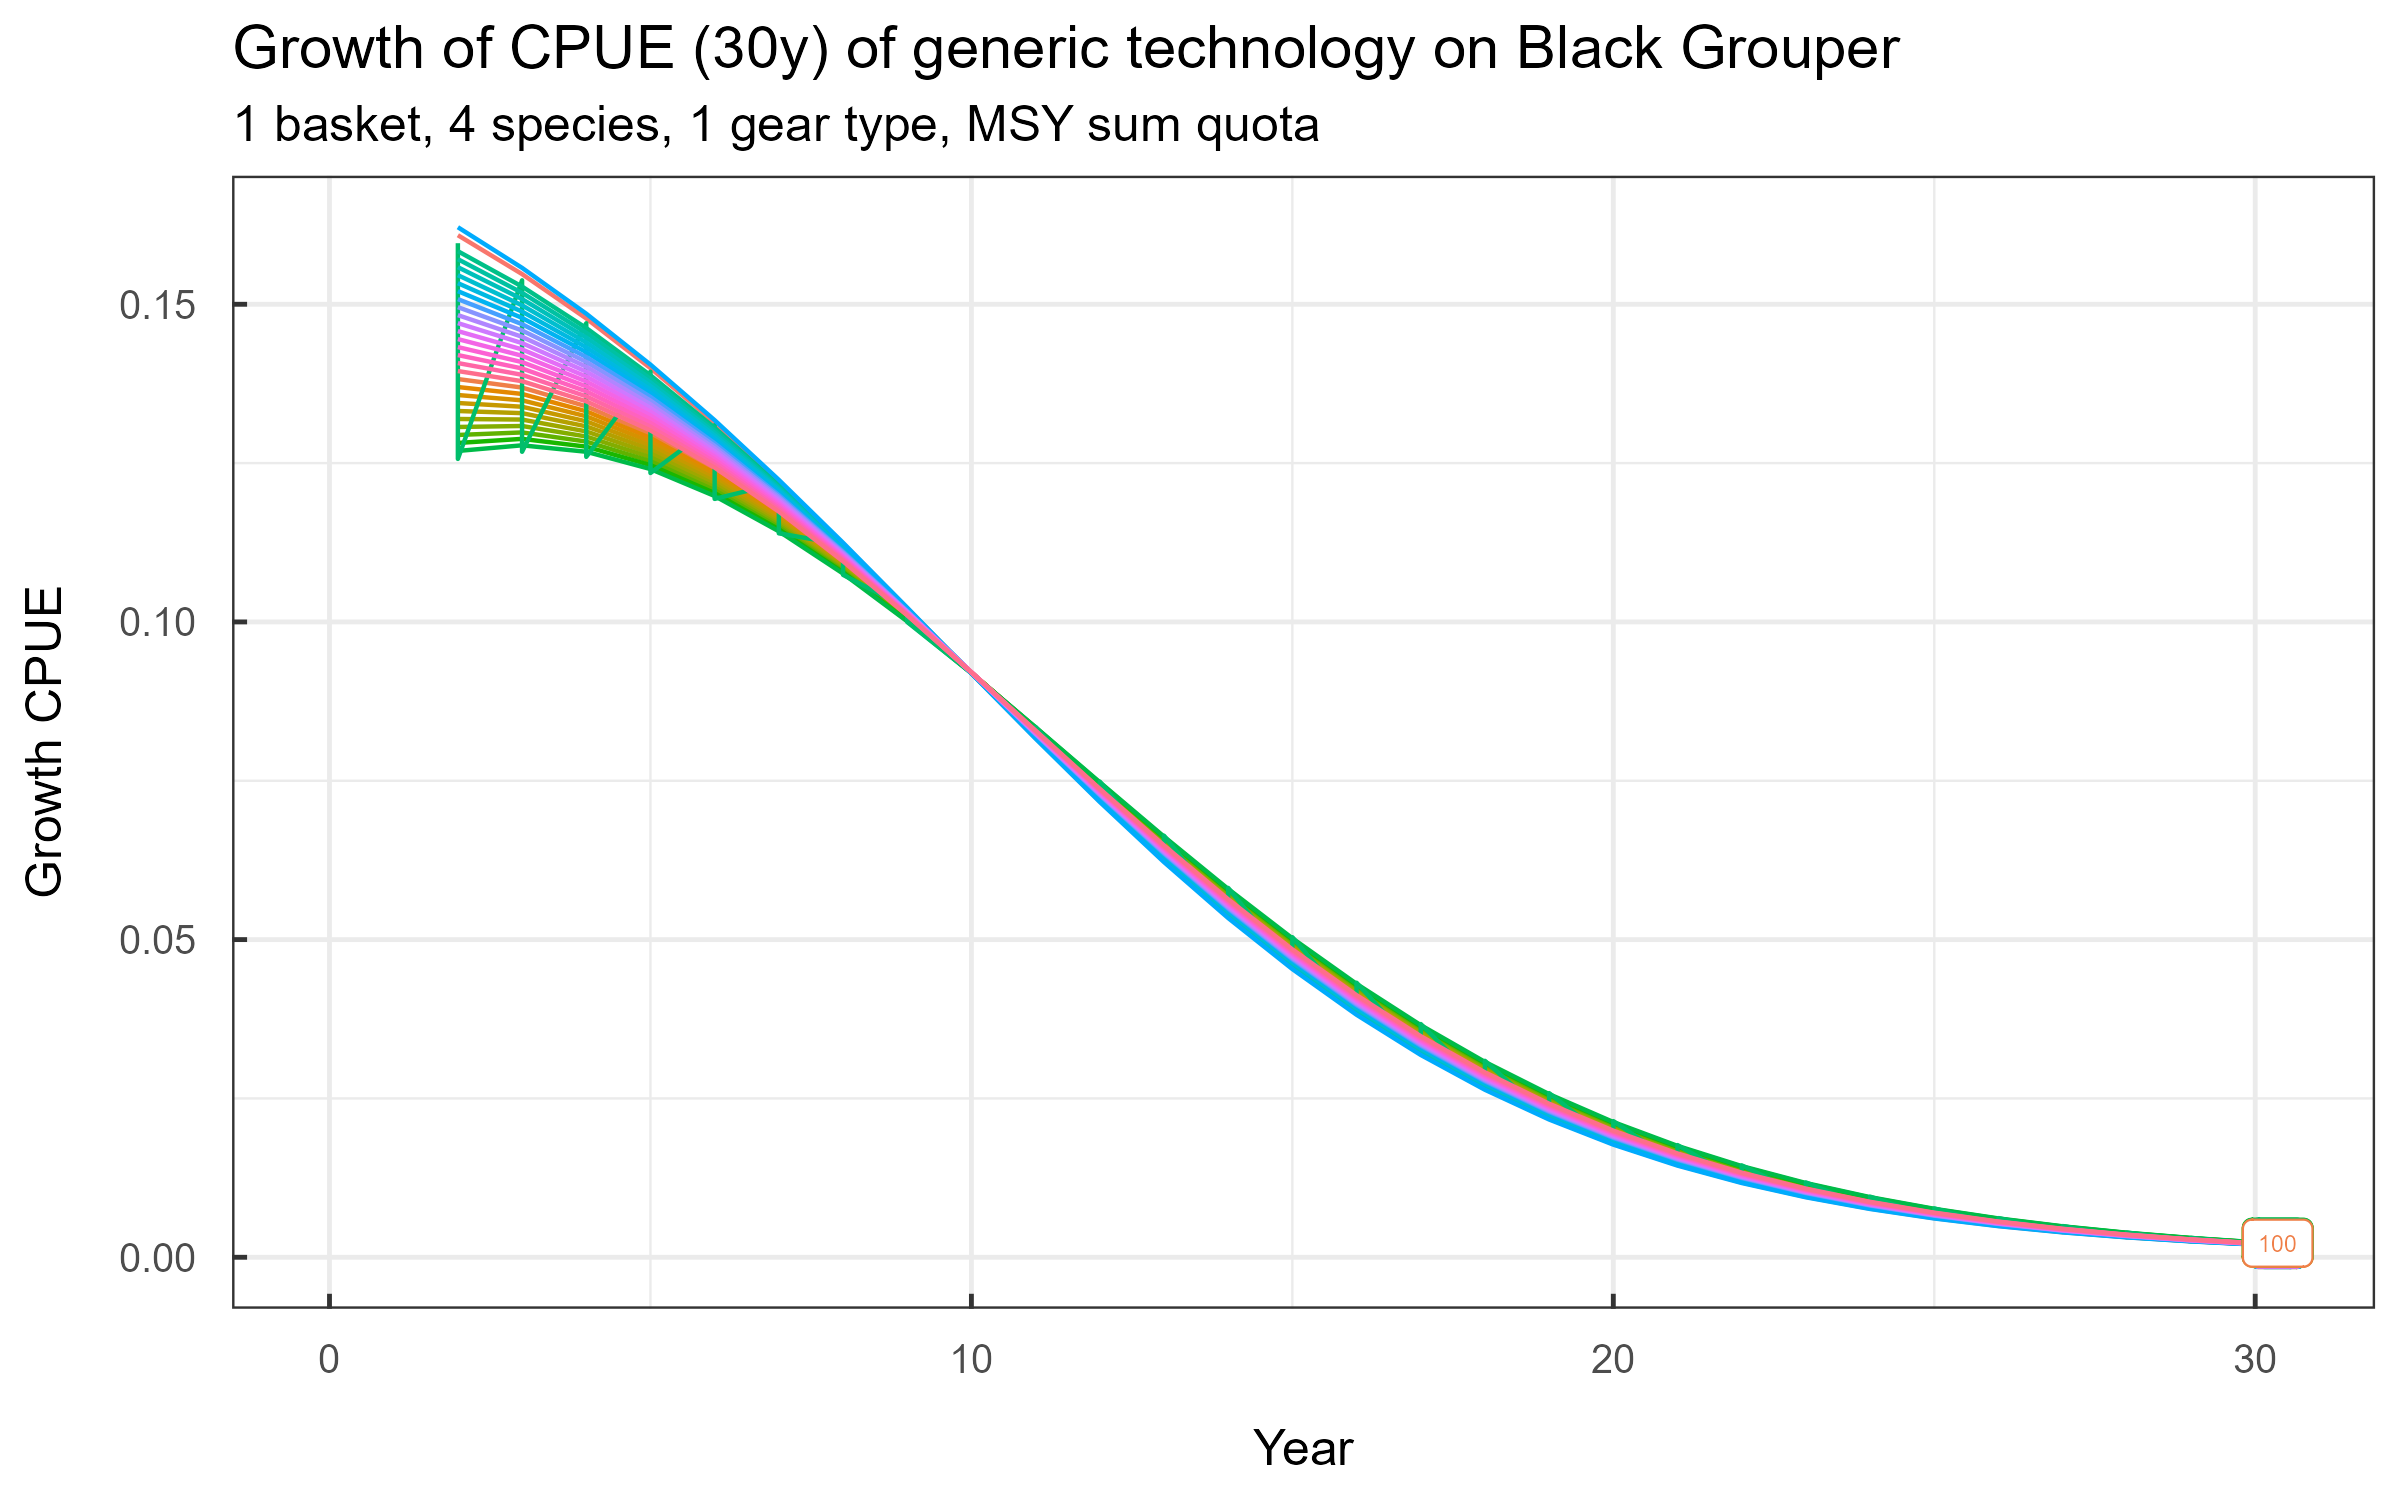 Growth of CPUE (30y) of generic technology on Black Grouper
1 basket, 4 species, 1 gear type, MSY sum quota
Growth CPUE
0.15
0.10
0.05
0.00
100
0 10 20 30
Year